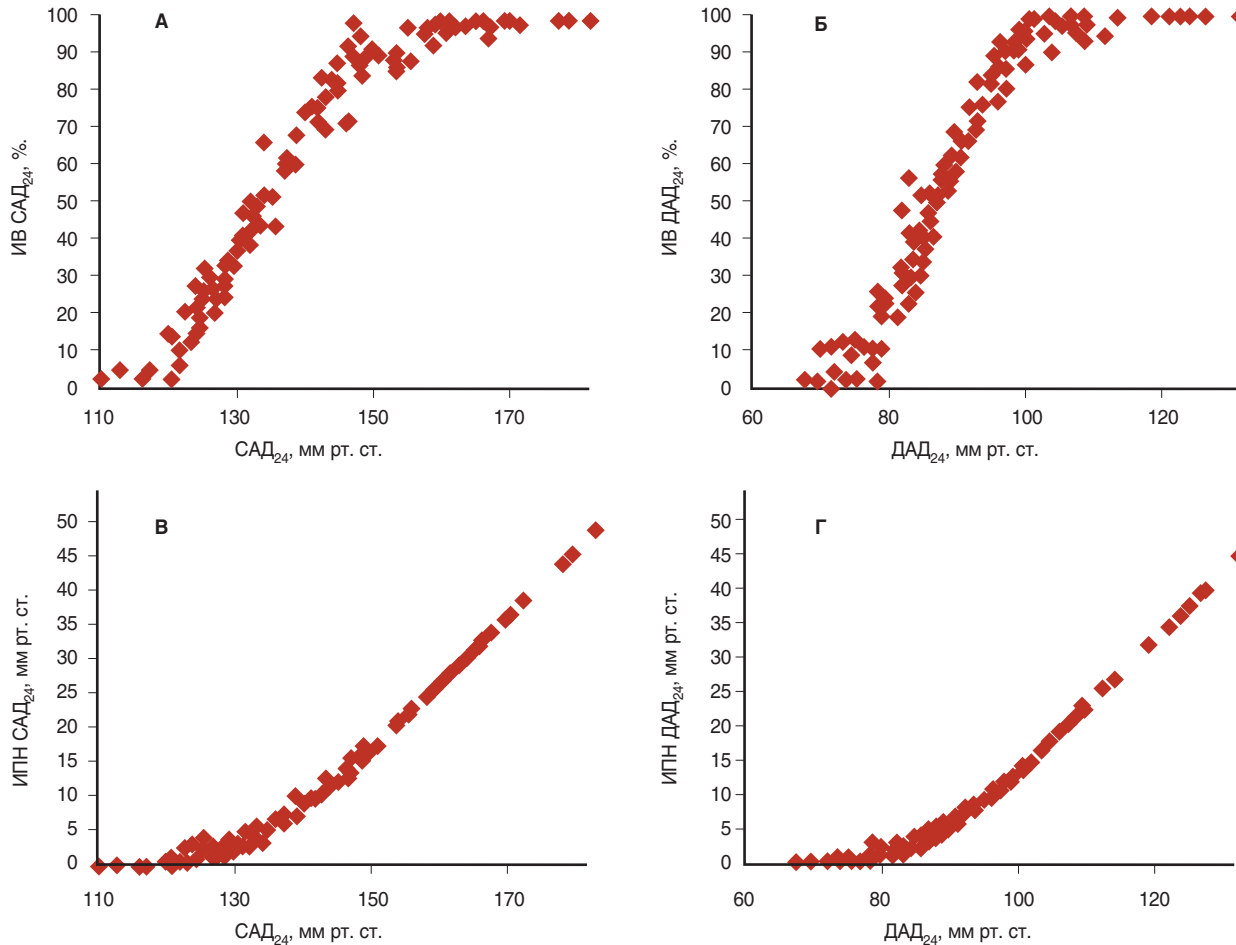 А
ИВ САД24, %.
100
90
80
70
60
50
40
30
20
10
0
110 130 150 170
САД24, мм рт. ст.
Б
ИВ ДАД24, %.
100
90
80
70
60
50
40
30
20
10
0
60 80 100 120
ДАД24, мм рт. ст.
В
ИПН САД24, мм рт. ст.
50
45
40
35
30
25
20
15
10
5
0
110 130 150 170
САД24, мм рт. ст.
Г
ИПН ДАД24, мм рт. ст.
50
45
40
35
30
25
20
15
10
5
0
60 80 100 120
ДАД24, мм рт. ст.